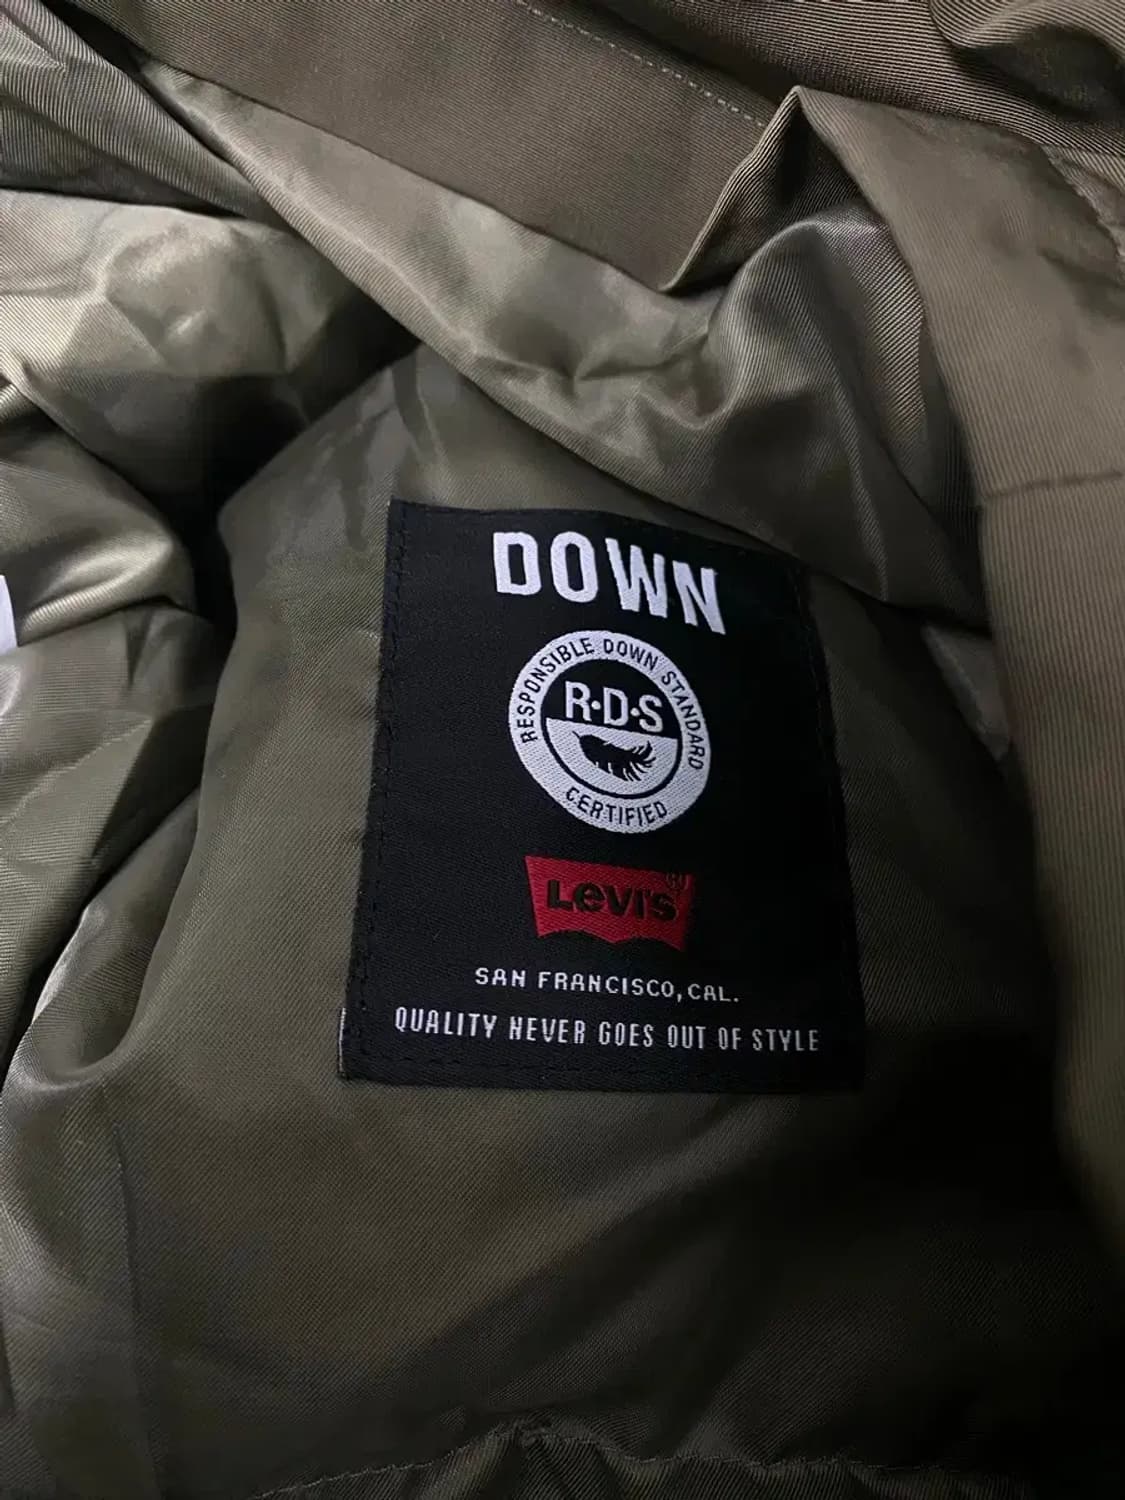 DOWN
RESPONSIBLE DOWN STANDARD
R·D·S
CERTIFIED
Levi's®
SAN FRANCISCO, CAL.
QUALITY NEVER GOES OUT OF STYLE